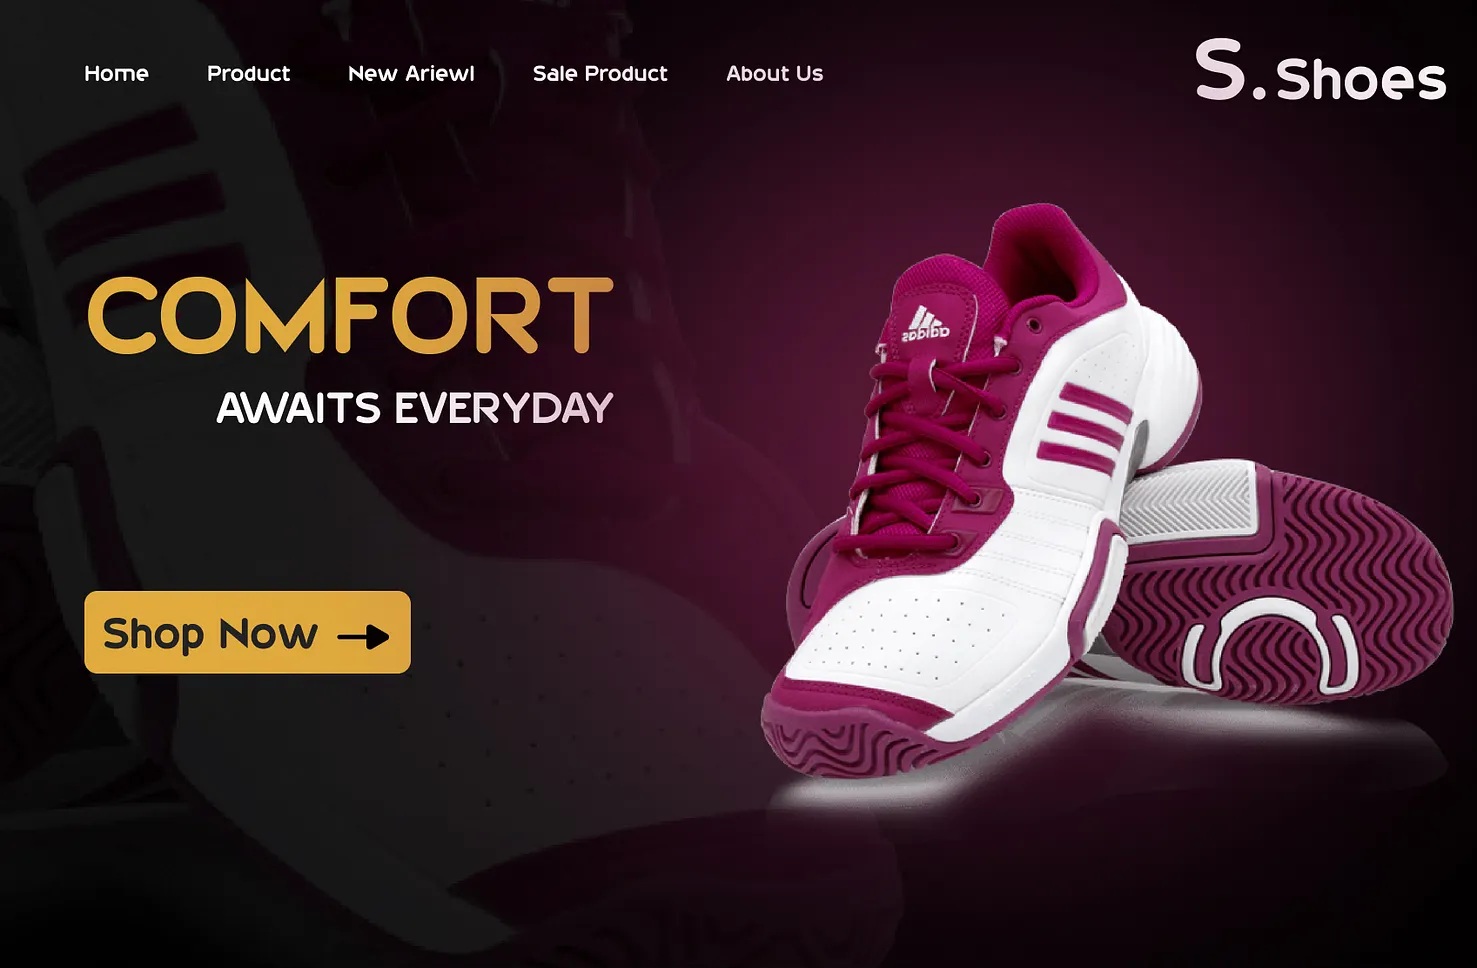 Home Product New Ariewl Sale Product About Us
S.Shoes
COMFORT
AWAITS EVERYDAY
Shop Now
adidas